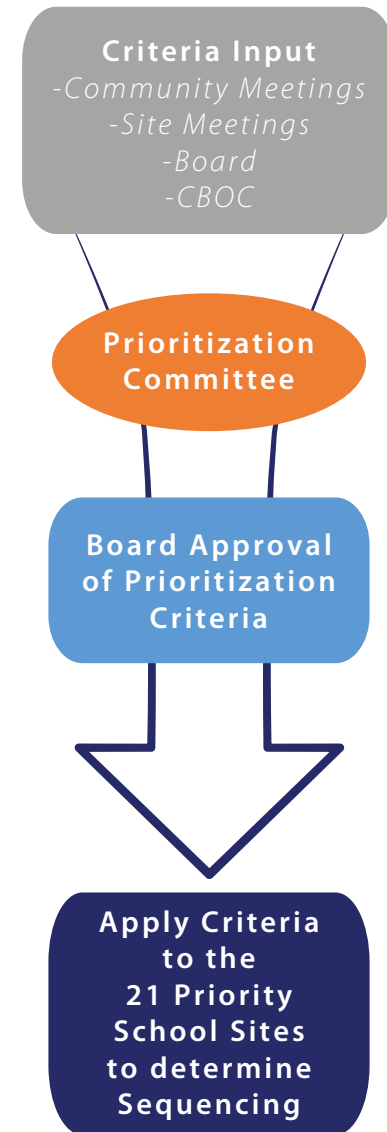 Criteria Input
-Community Meetings
-Site Meetings
-Board
-CBOC
Prioritization
Committee
Board Approval
of Prioritization
Criteria
Apply Criteria
to the
21 Priority
School Sites
to determine
Sequencing